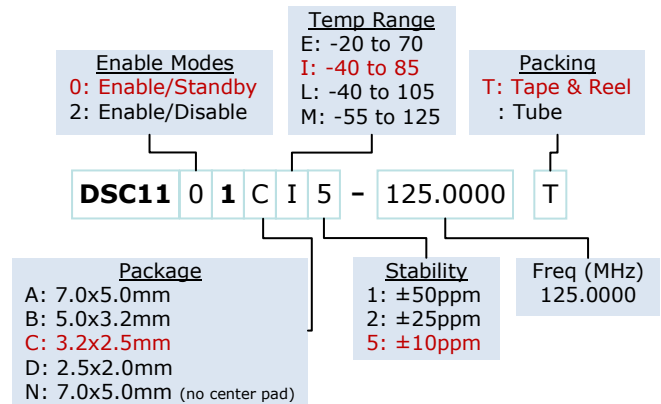 Temp Range
E: -20 to 70
I: -40 to 85
L: -40 to 105
M: -55 to 125
Enable Modes
0: Enable/Standby
2: Enable/Disable
Packing
T: Tape & Reel
: Tube
DSC11 0 1 C I 5 – 125.0000 T
Package
A: 7.0x5.0mm
B: 5.0x3.2mm
C: 3.2x2.5mm
D: 2.5x2.0mm
N: 7.0x5.0mm (no center pad)
Stability
1: ±50ppm
2: ±25ppm
5: ±10ppm
Freq (MHz)
125.0000